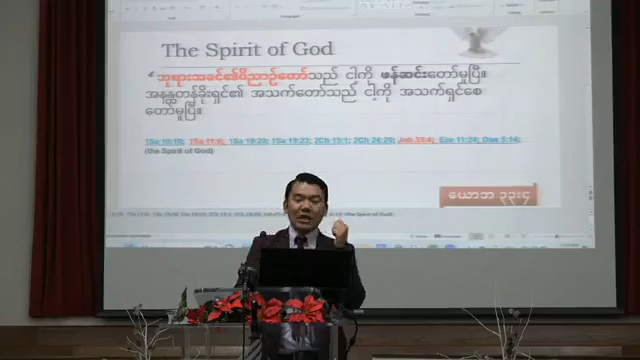 The Spirit of God
“ဘုရားသခင်၏ဝိညာဉ်တော်သည် ငါ့ကို ဖန်ဆင်းတော်မူပြီ။
အနန္တတန်ခိုးရှင်၏ အသက်တော်သည် ငါ့ကို အသက်ရှင်စေ
တော်မူပြီ။
1Sa 10:10; 1Sa 11:6; 1Sa 19:20; 1Sa 19:23; 2Ch 15:1; 2Ch 24:20; Job 33:4; Eze 11:24; Dan 5:14;
(the Spirit of God)
ယောဘ ၃၃:၄